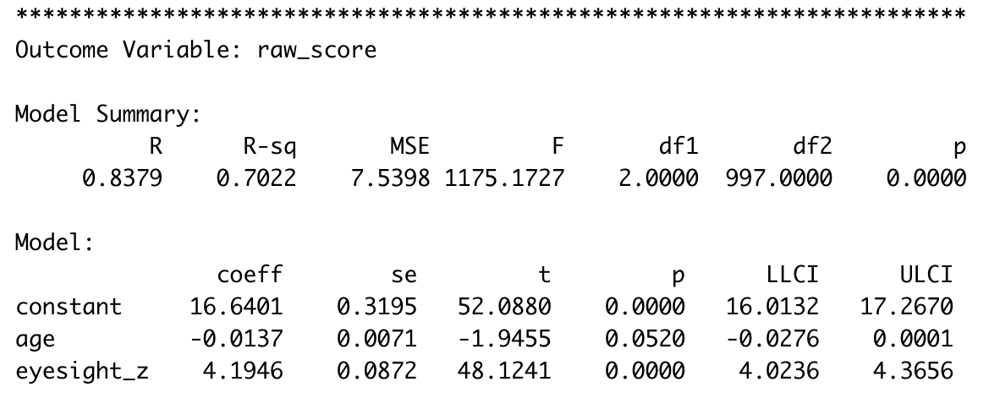 ***********************************************************************
Outcome Variable: raw_score
Model Summary:
R R-sq MSE F df1 df2 p
0.8379 0.7022 7.5398 1175.1727 2.0000 997.0000 0.0000
Model:
coeff se t p LLCI ULCI
constant 16.6401 0.3195 52.0880 0.0000 16.0132 17.2670
age -0.0137 0.0071 -1.9455 0.0520 -0.0276 0.0001
eyesight_z 4.1946 0.0872 48.1241 0.0000 4.0236 4.3656